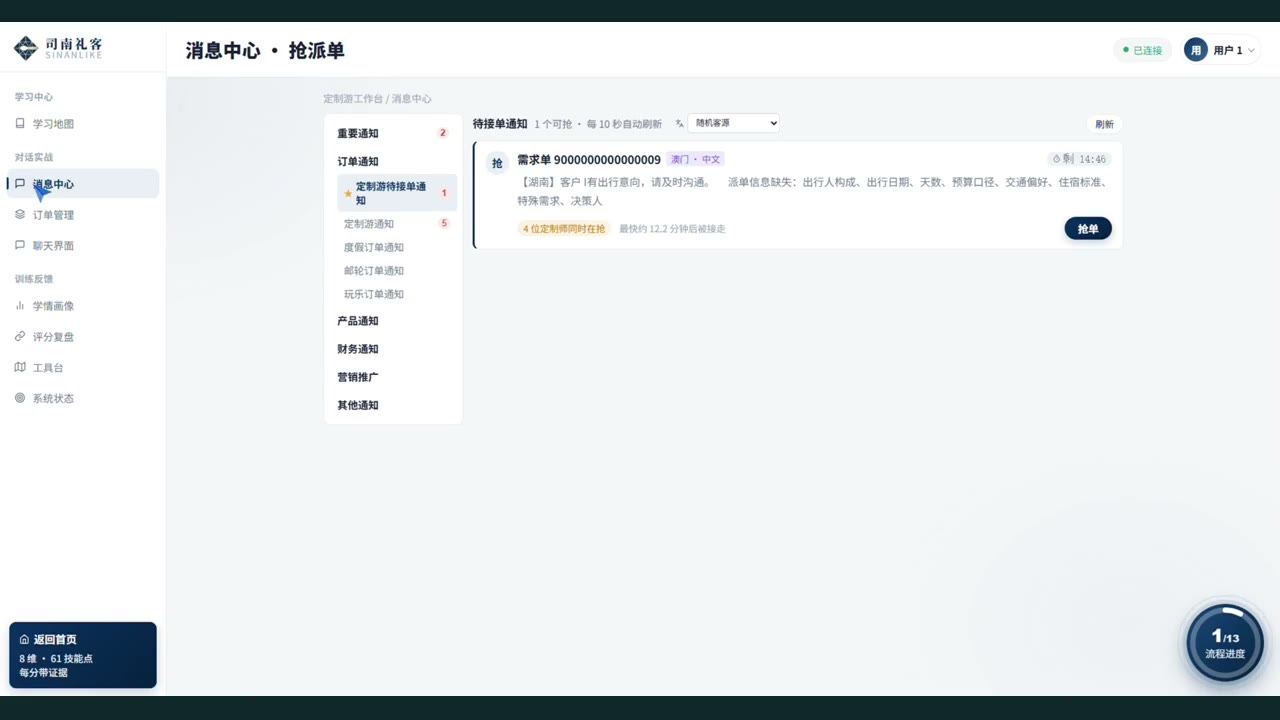 司南礼客
SINANLIKE
消息中心 · 抢派单
已连接
用 用户 1
学习中心
学习地图
对话实战
消息中心
订单管理
聊天界面
训练反馈
学情画像
评分复盘
工具台
系统状态
返回首页
8 维 · 61 技能点
每分带证据
定制游工作台 / 消息中心
重要通知 2
订单通知
定制游待接单通知 1
定制游通知 5
度假订单通知
邮轮订单通知
玩乐订单通知
产品通知
财务通知
营销推广
其他通知
待接单通知 1 个可抢 · 每 10 秒自动刷新 随机客源 刷新
抢 需求单 9000000000000009 澳门 · 中文 剩 14:46
【湖南】客户 l有出行意向，请及时沟通。 派单信息缺失：出行人构成、出行日期、天数、预算口径、交通偏好、住宿标准、
特殊需求、决策人
4 位定制师同时在抢 最快约 12.2 分钟后被接走 抢单
1/13
流程进度